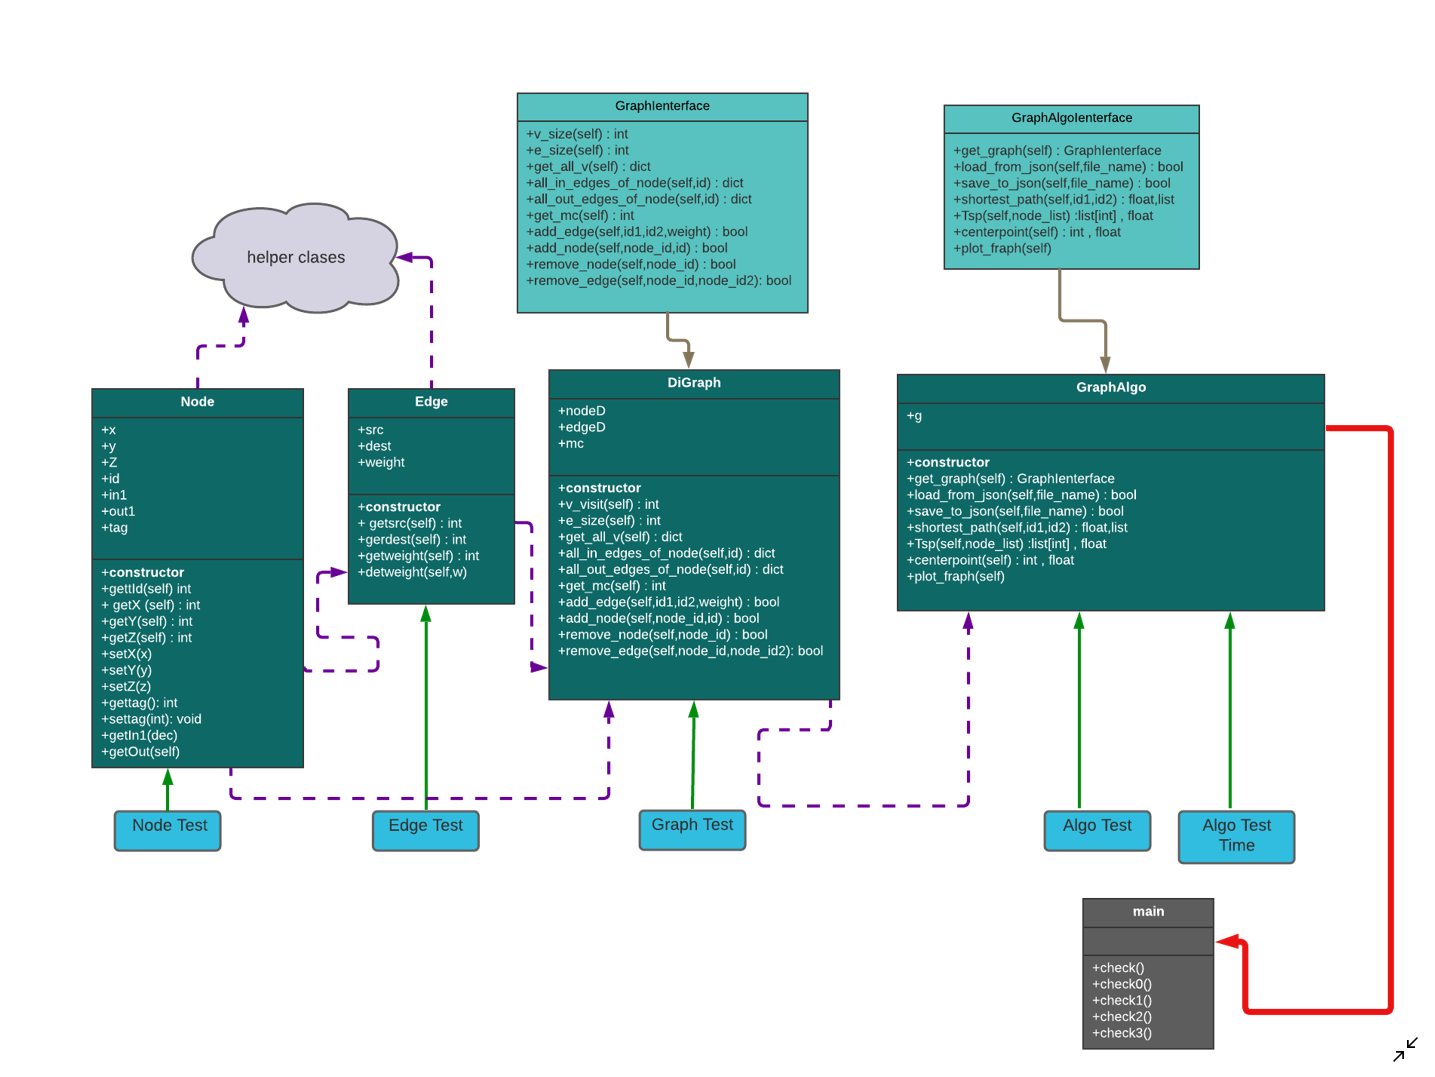 GraphIenterface
+v_size(self) : int
+e_size(self) : int
+get_all_v(self) : dict
+all_in_edges_of_node(self,id) : dict
+all_out_edges_of_node(self,id) : dict
+get_mc(self) : int
+add_edge(self,id1,id2,weight) : bool
+add_node(self,node_id,id) : bool
+remove_node(self,node_id) : bool
+remove_edge(self,node_id,node_id2): bool
GraphAlgoIenterface
+get_graph(self) : GraphIenterface
+load_from_json(self,file_name) : bool
+save_to_json(self,file_name) : bool
+shortest_path(self,id1,id2) : float,list
+Tsp(self,node_list) :list[int] , float
+centerpoint(self) : int , float
+plot_fraph(self)
helper clases
Node
+x
+y
+Z
+id
+in1
+out1
+tag
+constructor
+gettId(self) int
+ getX (self) : int
+getY(self) : int
+getZ(self) : int
+setX(x)
+setY(y)
+setZ(z)
+gettag(): int
+settag(int): void
+getIn1(dec)
+getOut(self)
Edge
+src
+dest
+weight
+constructor
+ getsrc(self) : int
+gerdest(self) : int
+getweight(self) : int
+detweight(self,w)
DiGraph
+nodeD
+edgeD
+mc
+constructor
+v_visit(self) : int
+e_size(self) : int
+get_all_v(self) : dict
+all_in_edges_of_node(self,id) : dict
+all_out_edges_of_node(self,id) : dict
+get_mc(self) : int
+add_edge(self,id1,id2,weight) : bool
+add_node(self,node_id,id) : bool
+remove_node(self,node_id) : bool
+remove_edge(self,node_id,node_id2): bool
GraphAlgo
+g
+constructor
+get_graph(self) : GraphIenterface
+load_from_json(self,file_name) : bool
+save_to_json(self,file_name) : bool
+shortest_path(self,id1,id2) : float,list
+Tsp(self,node_list) :list[int] , float
+centerpoint(self) : int , float
+plot_fraph(self)
Node Test
Edge Test
Graph Test
Algo Test
Algo Test
Time
main
+check()
+check0()
+check1()
+check2()
+check3()